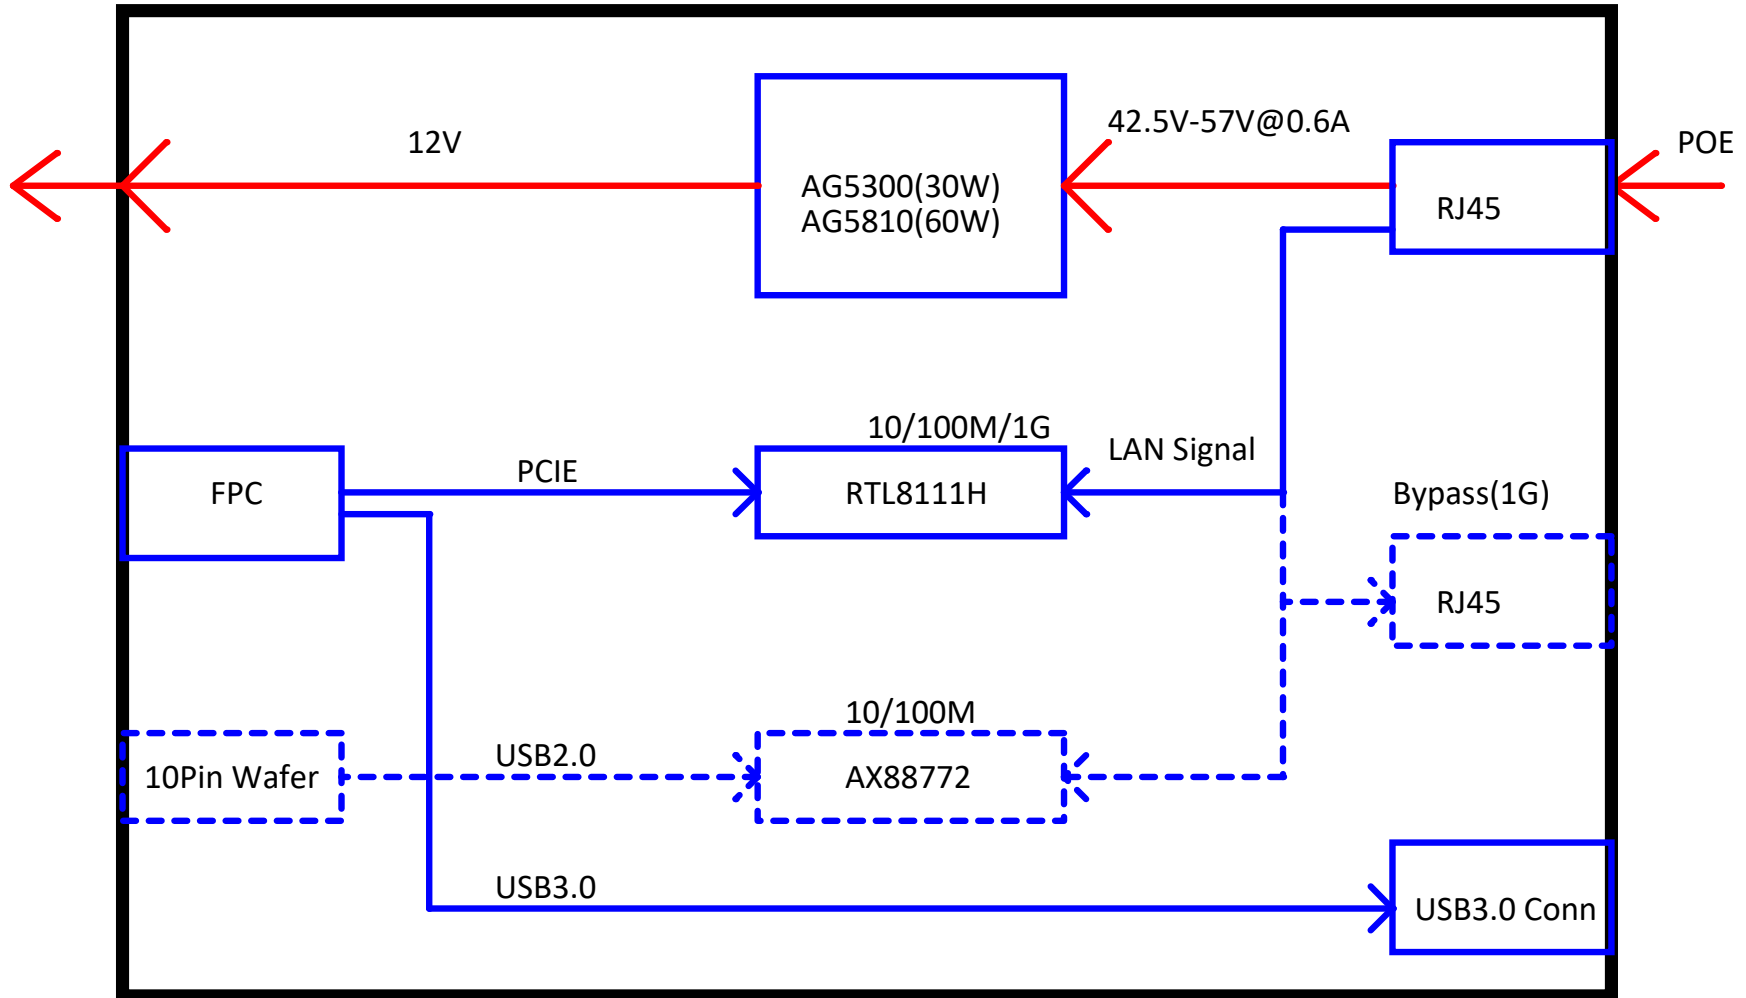 12V
42.5V-57V@0.6A
POE
AG5300(30W)
AG5810(60W)
RJ45
10/100M/1G
LAN Signal
PCIE
FPC
RTL8111H
Bypass(1G)
RJ45
10/100M
USB2.0
10Pin Wafer
AX88772
USB3.0
USB3.0 Conn